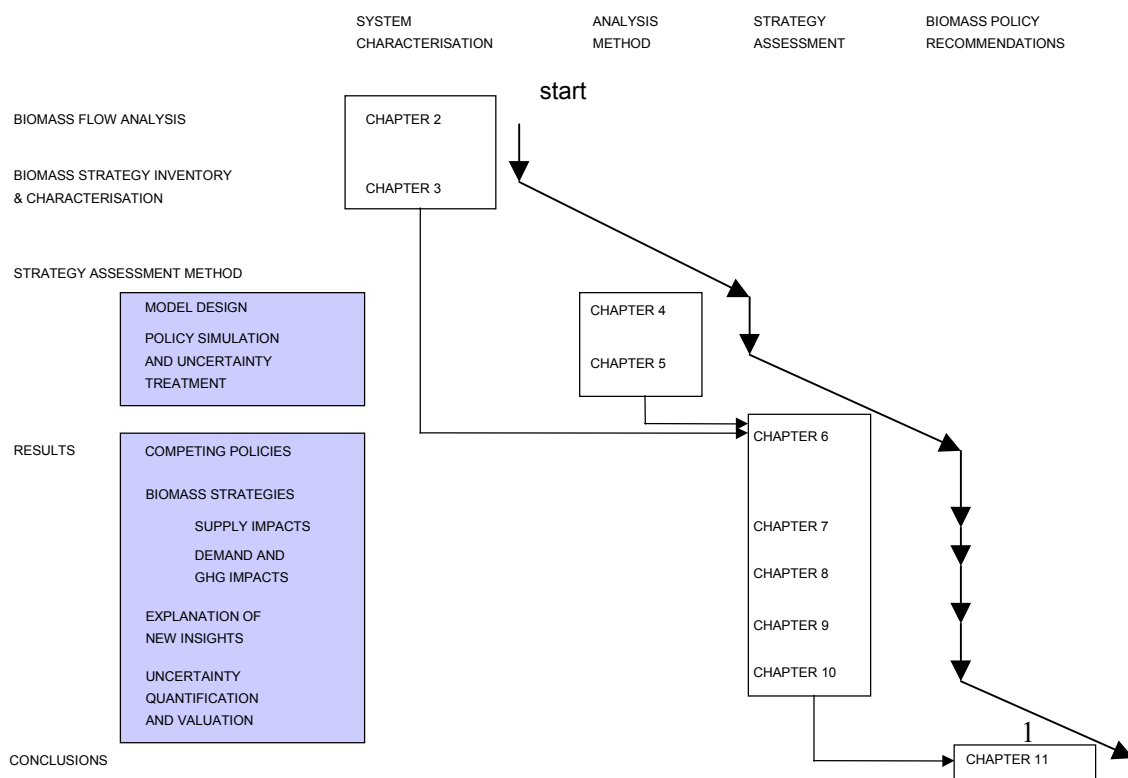 SYSTEM
CHARACTERISATION
ANALYSIS
METHOD
STRATEGY
ASSESSMENT
BIOMASS POLICY
RECOMMENDATIONS
start
BIOMASS FLOW ANALYSIS
CHAPTER 2
BIOMASS STRATEGY INVENTORY
& CHARACTERISATION
CHAPTER 3
STRATEGY ASSESSMENT METHOD
MODEL DESIGN
CHAPTER 4
POLICY SIMULATION
AND UNCERTAINTY
TREATMENT
CHAPTER 5
RESULTS
COMPETING POLICIES
CHAPTER 6
BIOMASS STRATEGIES
SUPPLY IMPACTS
CHAPTER 7
DEMAND AND
GHG IMPACTS
CHAPTER 8
EXPLANATION OF
NEW INSIGHTS
CHAPTER 9
UNCERTAINTY
QUANTIFICATION
AND VALUATION
CHAPTER 10
1
CONCLUSIONS
CHAPTER 11